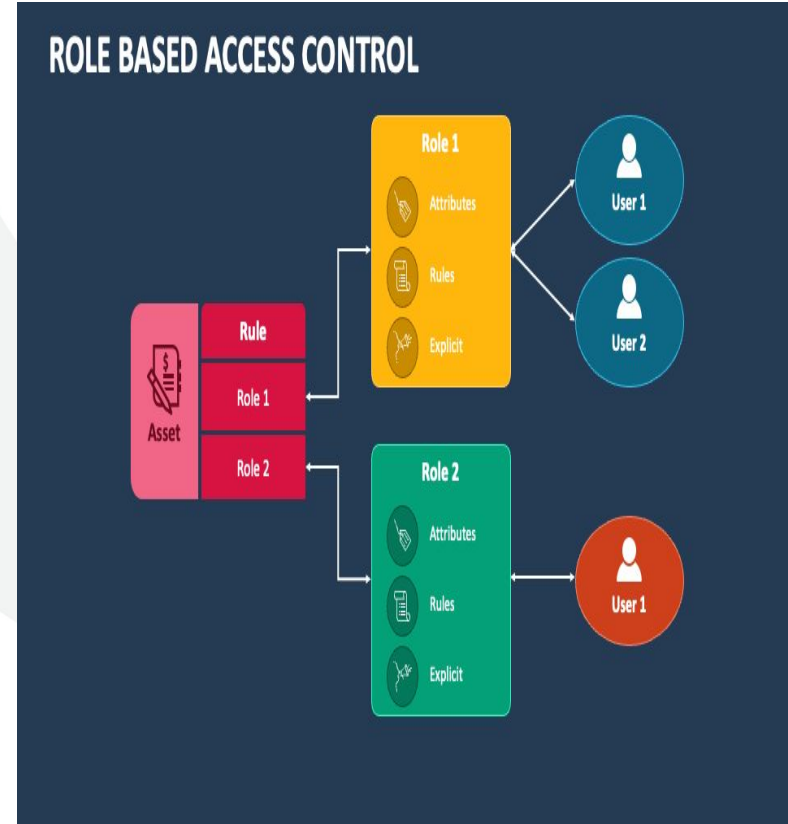 ROLE BASED ACCESS CONTROL
Asset
Rule
Role 1
Role 2
Role 1
Attributes
Rules
Explicit
User 1
User 2
Role 2
Attributes
Rules
Explicit
User 1